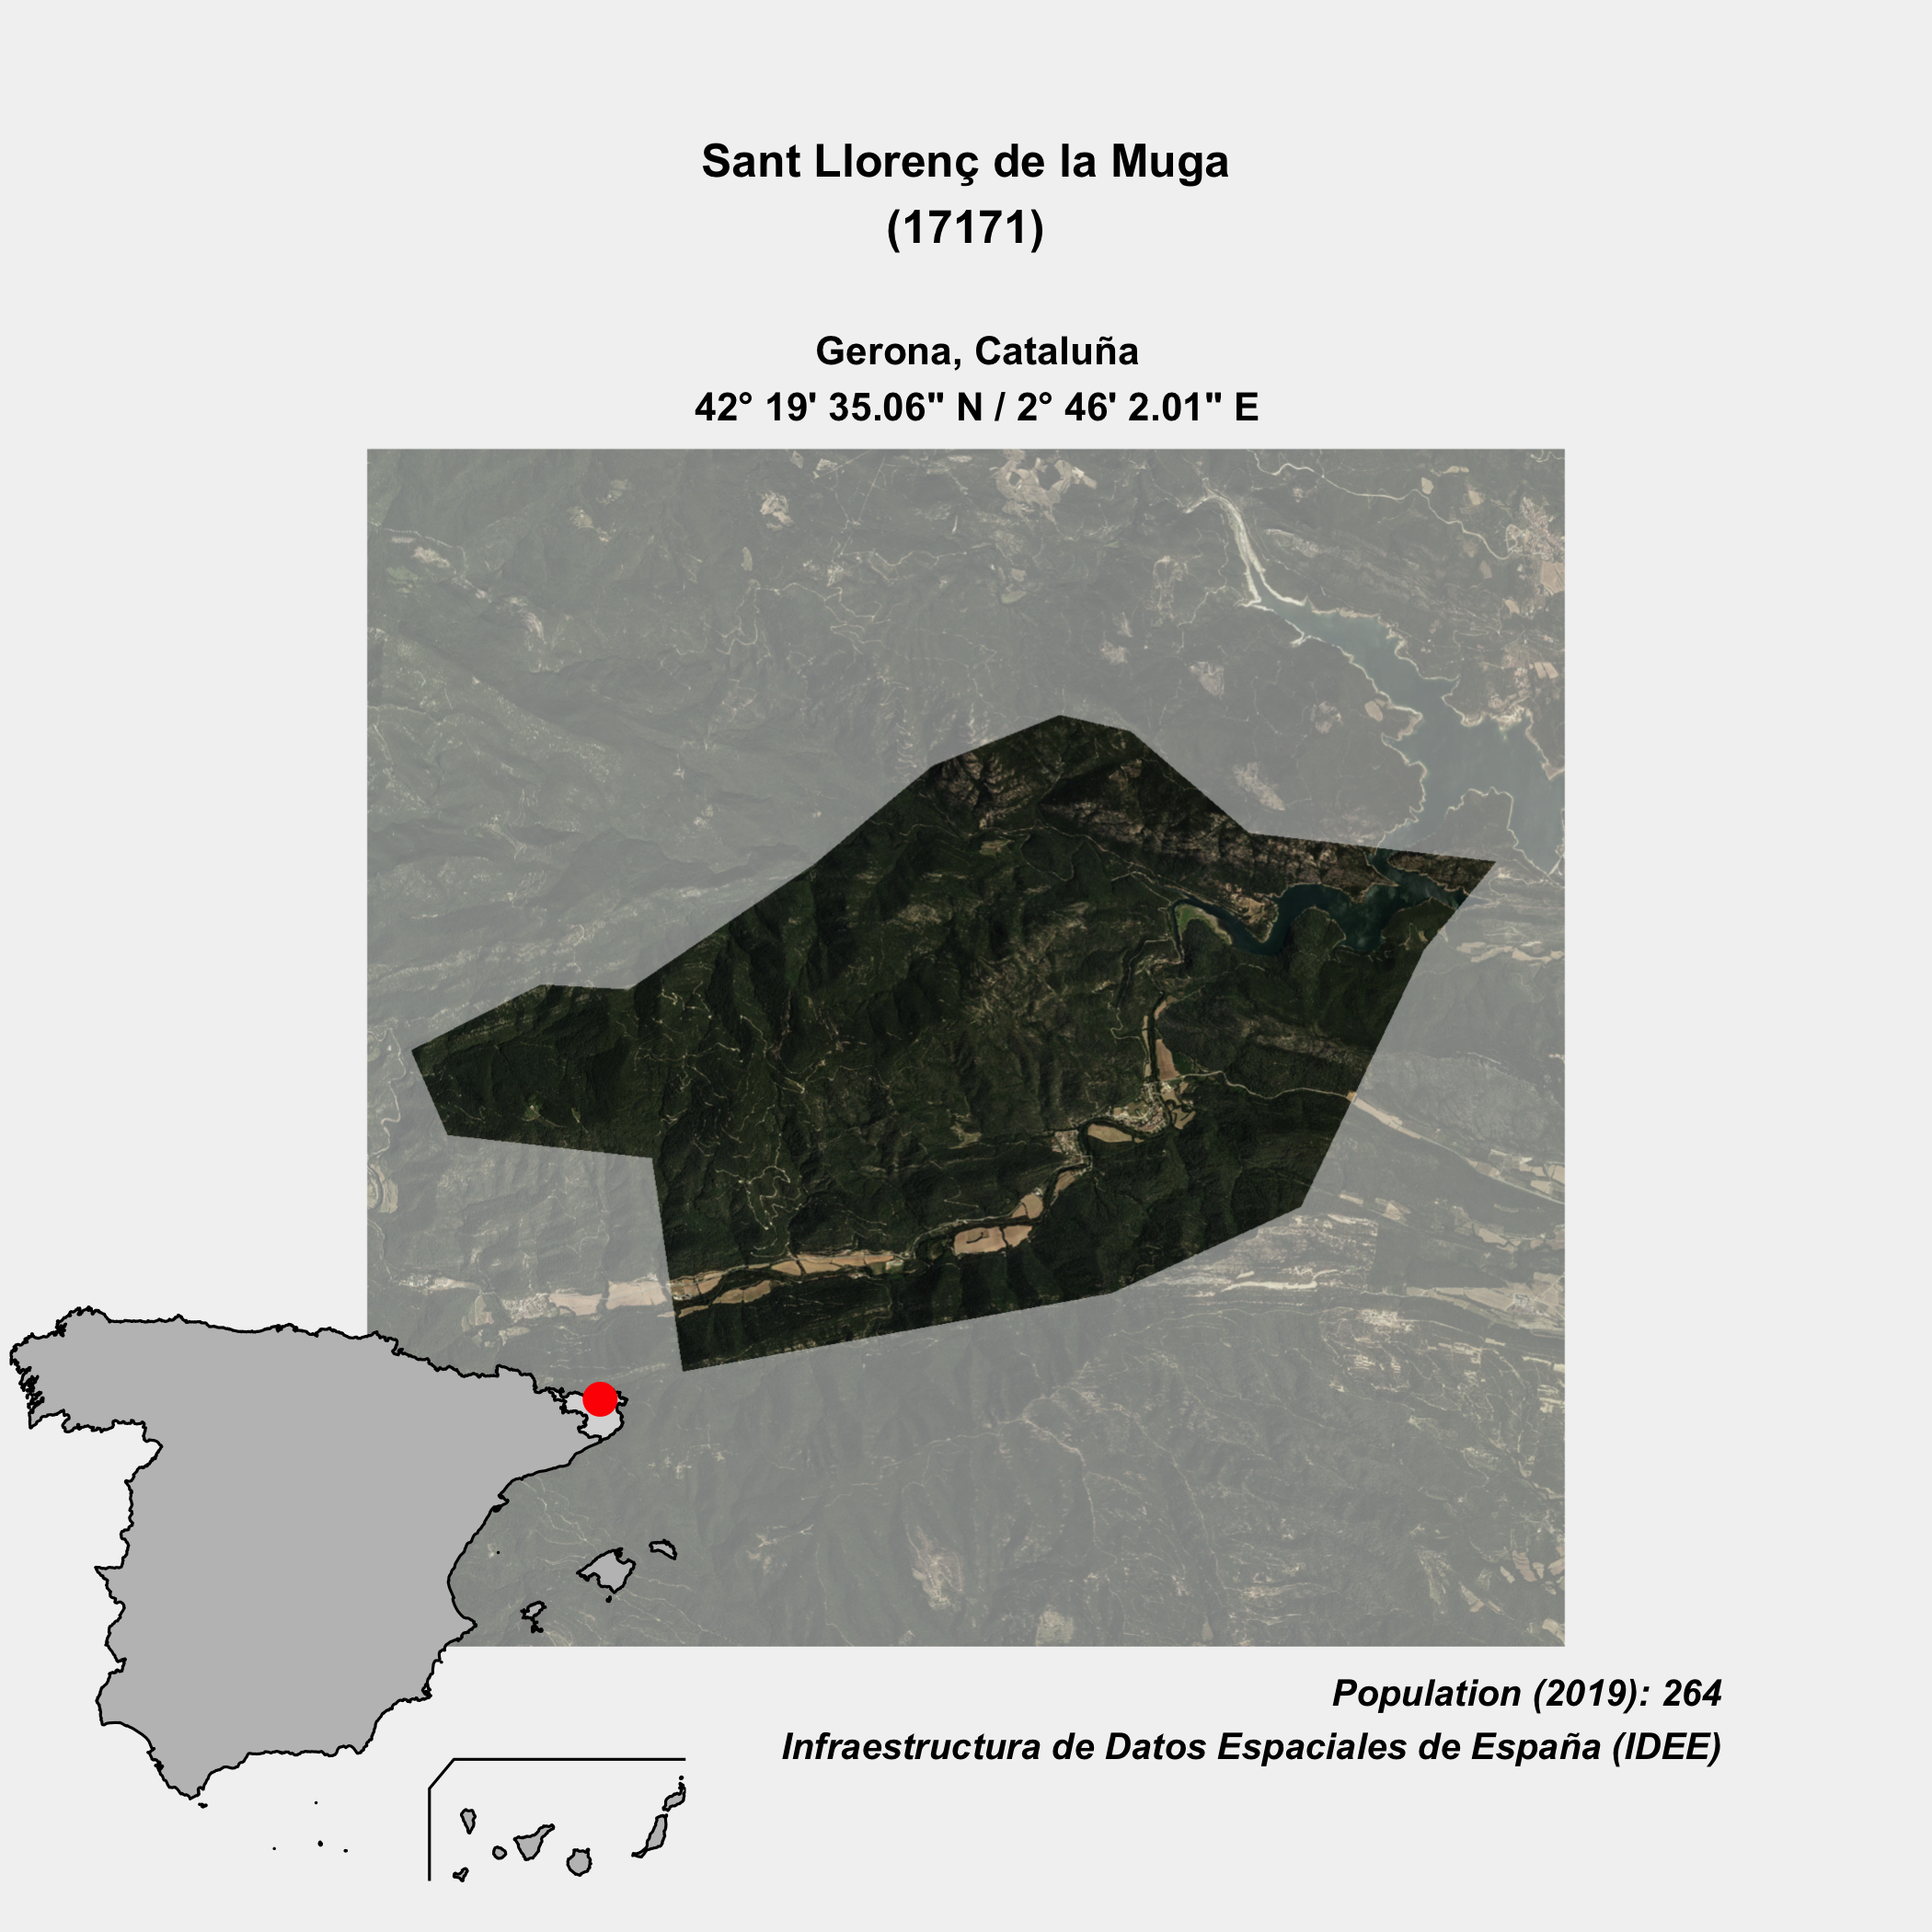 Sant Llorenç de la Muga
(17171)
Gerona, Cataluña
42° 19' 35.06" N / 2° 46' 2.01" E
Population (2019): 264
Infraestructura de Datos Espaciales de España (IDEE)